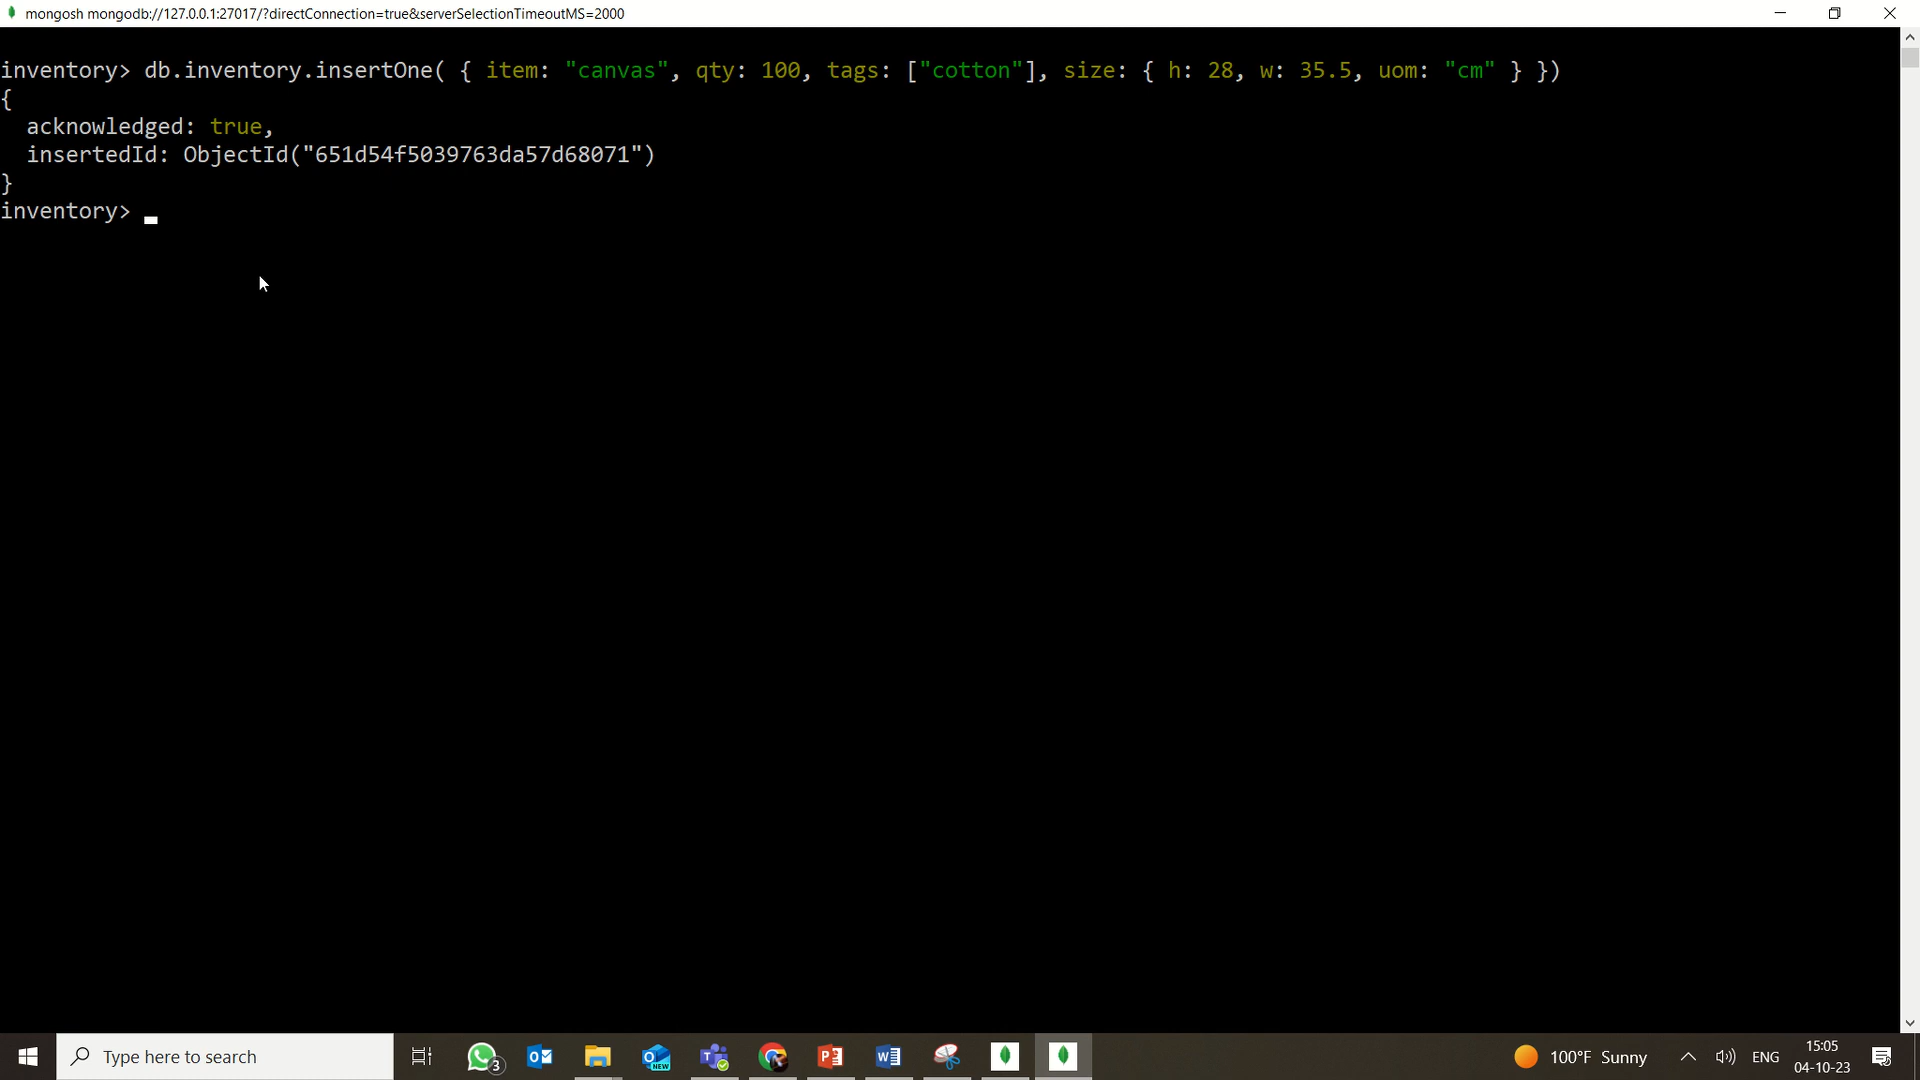 mongosh mongodb://127.0.0.1:27017/?directConnection=true&serverSelectionTimeoutMS=2000
inventory> db.inventory.insertOne( { item: "canvas", qty: 100, tags: ["cotton"], size: { h: 28, w: 35.5, uom: "cm" } })
{
  acknowledged: true,
  insertedId: ObjectId("651d54f5039763da57d68071")
}
inventory>
Type here to search
3
NEW
100°F Sunny
ENG
15:05
04-10-23